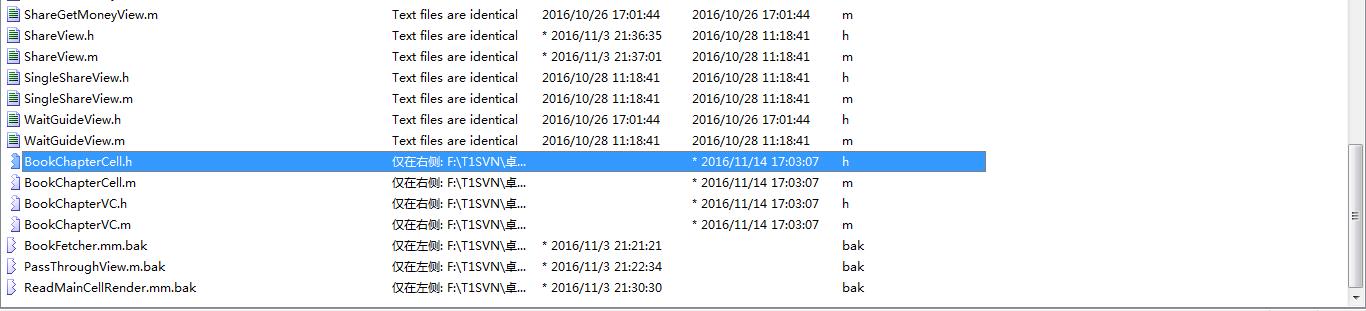 ShareGetMoneyView.m Text files are identical 2016/10/26 17:01:44 2016/10/26 17:01:44 m
ShareView.h Text files are identical * 2016/11/3 21:36:35 2016/10/28 11:18:41 h
ShareView.m Text files are identical * 2016/11/3 21:37:01 2016/10/28 11:18:41 m
SingleShareView.h Text files are identical 2016/10/28 11:18:41 2016/10/28 11:18:41 h
SingleShareView.m Text files are identical 2016/10/28 11:18:41 2016/10/28 11:18:41 m
WaitGuideView.h Text files are identical 2016/10/26 17:01:44 2016/10/26 17:01:44 h
WaitGuideView.m Text files are identical 2016/10/28 11:18:41 2016/10/28 11:18:41 m
BookChapterCell.h 仅在右侧: F:\T1SVN\卓... * 2016/11/14 17:03:07 h
BookChapterCell.m 仅在右侧: F:\T1SVN\卓... * 2016/11/14 17:03:07 m
BookChapterVC.h 仅在右侧: F:\T1SVN\卓... * 2016/11/14 17:03:07 h
BookChapterVC.m 仅在右侧: F:\T1SVN\卓... * 2016/11/14 17:03:07 m
BookFetcher.mm.bak 仅在左侧: F:\T1SVN\卓... * 2016/11/3 21:21:21 bak
PassThroughView.m.bak 仅在左侧: F:\T1SVN\卓... * 2016/11/3 21:22:34 bak
ReadMainCellRender.mm.bak 仅在左侧: F:\T1SVN\卓... * 2016/11/3 21:30:30 bak